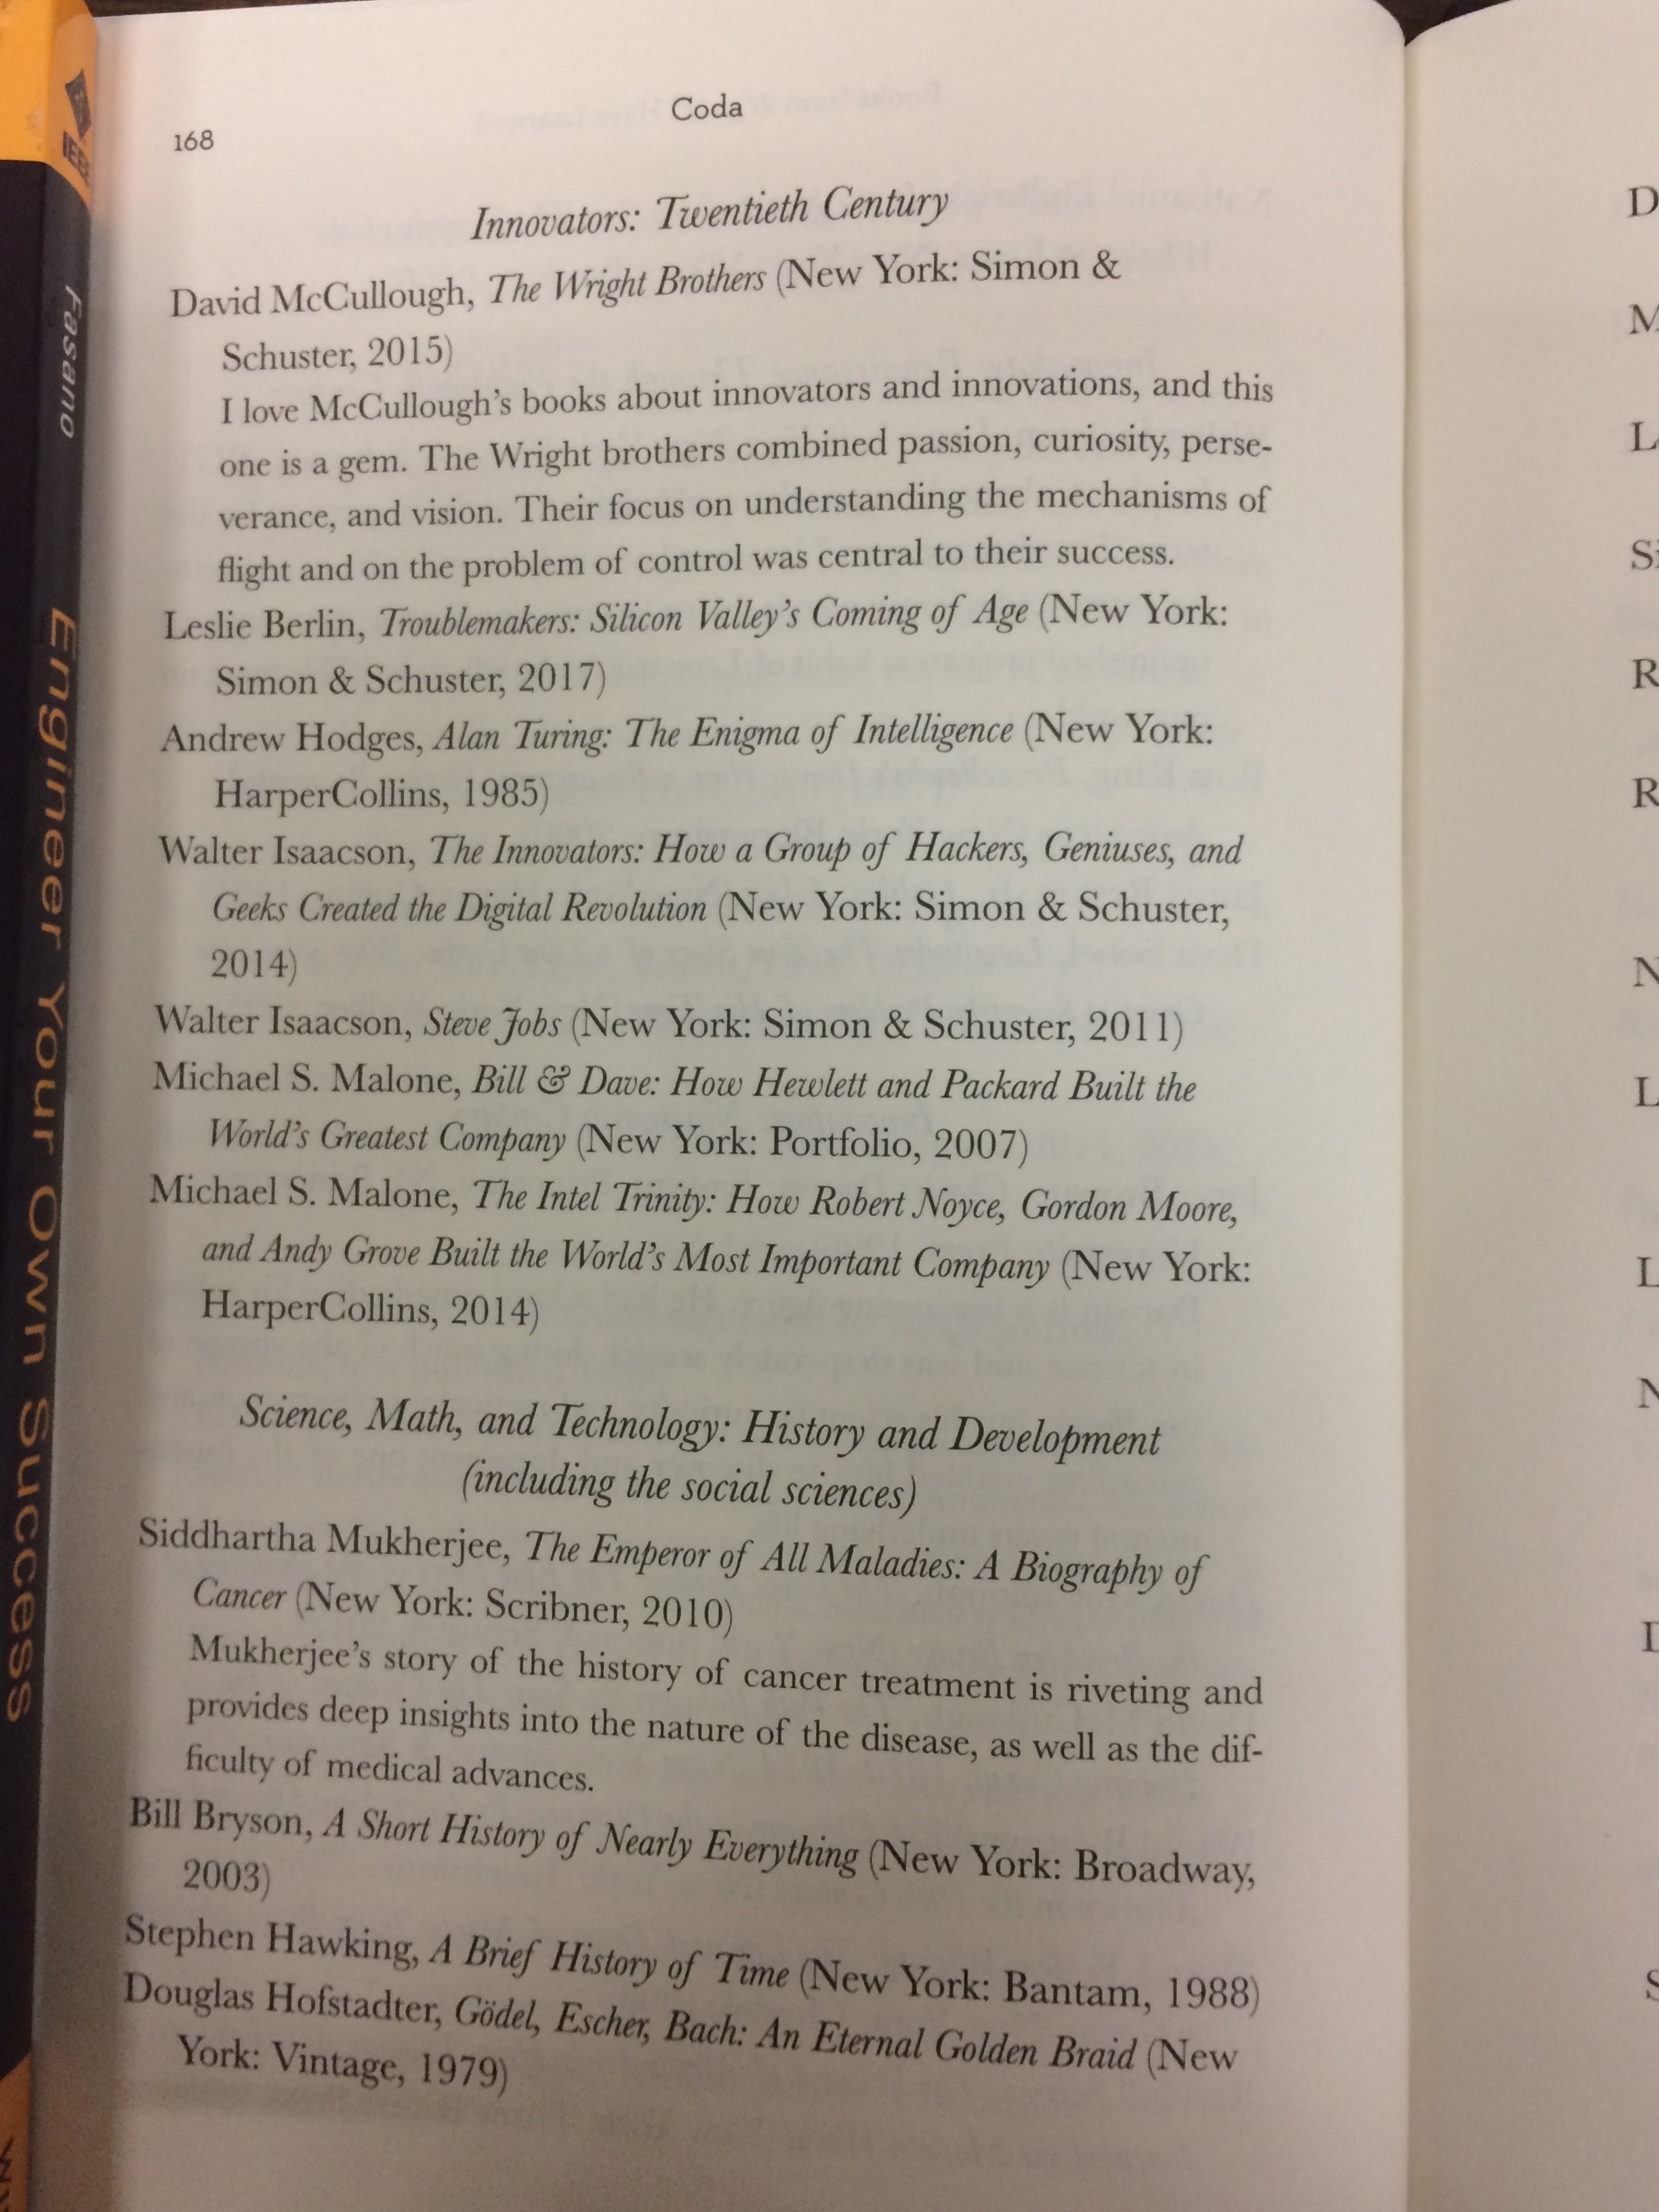 Coda
168
Innovators: Twentieth Century
David McCullough, The Wright Brothers (New York: Simon &
Schuster, 2015)
I love McCullough's books about innovators and innovations, and this
one is a gem. The Wright brothers combined passion, curiosity, perse-
verance, and vision. Their focus on understanding the mechanisms of
flight and on the problem of control was central to their success.
Leslie Berlin, Troublemakers: Silicon Valley's Coming of Age (New York:
Simon & Schuster, 2017)
Andrew Hodges, Alan Turing: The Enigma of Intelligence (New York:
HarperCollins, 1985)
Walter Isaacson, The Innovators: How a Group of Hackers, Geniuses, and
Geeks Created the Digital Revolution (New York: Simon & Schuster,
2014)
Walter Isaacson, Steve Jobs (New York: Simon & Schuster, 2011)
Michael S. Malone, Bill & Dave: How Hewlett and Packard Built the
World's Greatest Company (New York: Portfolio, 2007)
Michael S. Malone, The Intel Trinity: How Robert Noyce, Gordon Moore,
and Andy Grove Built the World's Most Important Company (New York:
HarperCollins, 2014)
Science, Math, and Technology: History and Development
(including the social sciences)
Siddhartha Mukherjee, The Emperor of All Maladies: A Biography of
Cancer (New York: Scribner, 2010)
Mukherjee's story of the history of cancer treatment is riveting and
provides deep insights into the nature of the disease, as well as the dif-
ficulty of medical advances.
Bill Bryson, A Short History of Nearly Everything (New York: Broadway,
2003)
Stephen Hawking, A Brief History of Time (New York: Bantam, 1988)
Douglas Hofstadter, Gödel, Escher, Bach: An Eternal Golden Braid (New
York: Vintage, 1979)
Fasano
Engineer Your Own Success